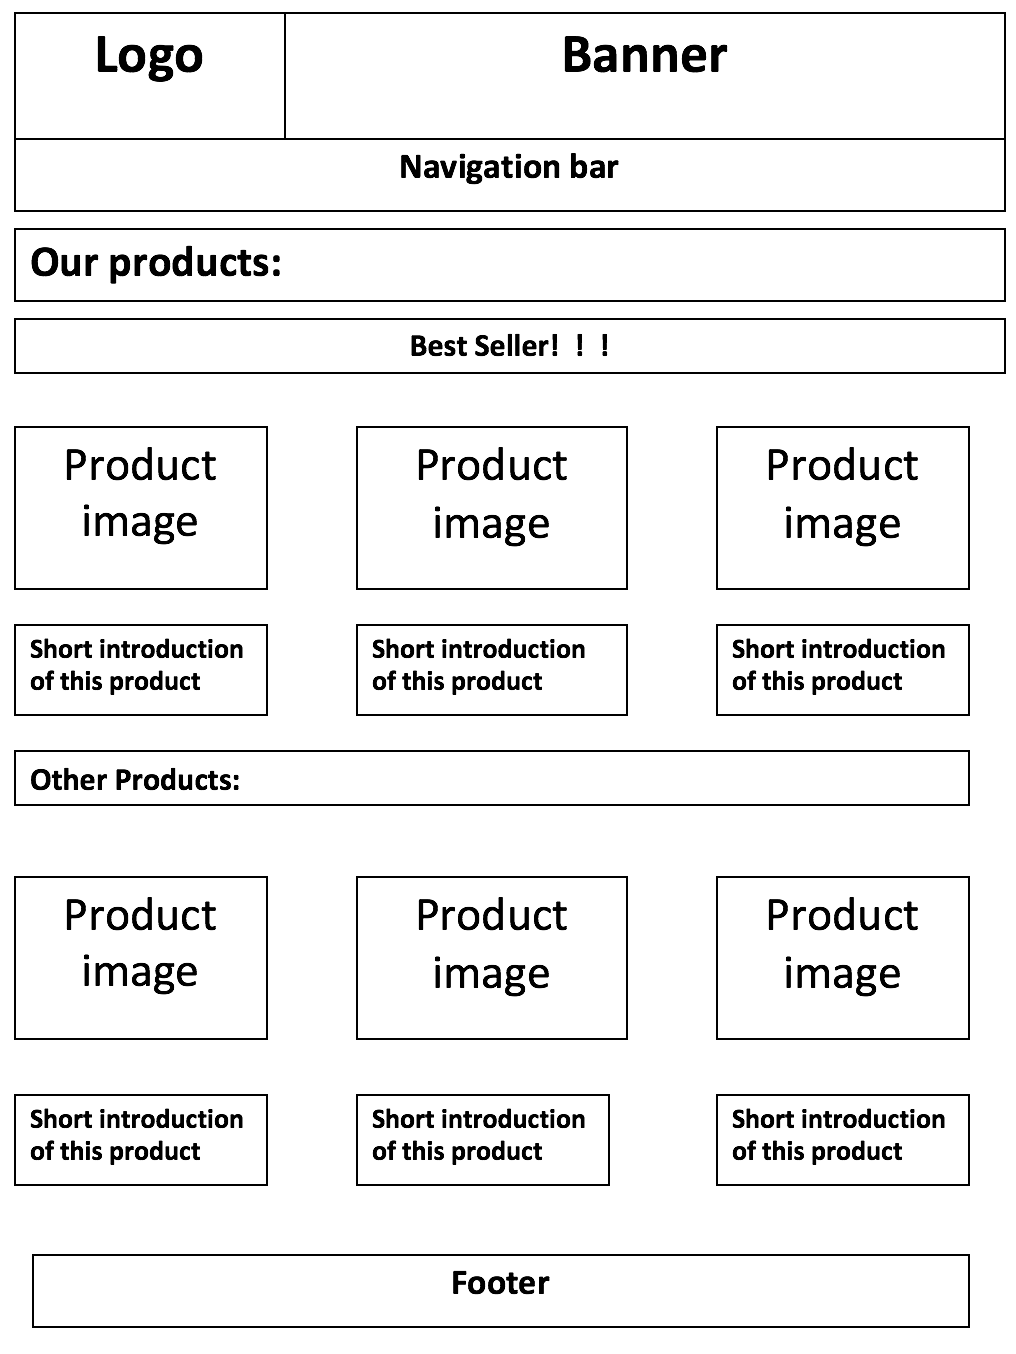 Logo
Banner
Navigation bar
Our products:
Best Seller! ! !
Product
image
Product
image
Product
image
Short introduction
of this product
Short introduction
of this product
Short introduction
of this product
Other Products:
Product
image
Product
image
Product
image
Short introduction
of this product
Short introduction
of this product
Short introduction
of this product
Footer